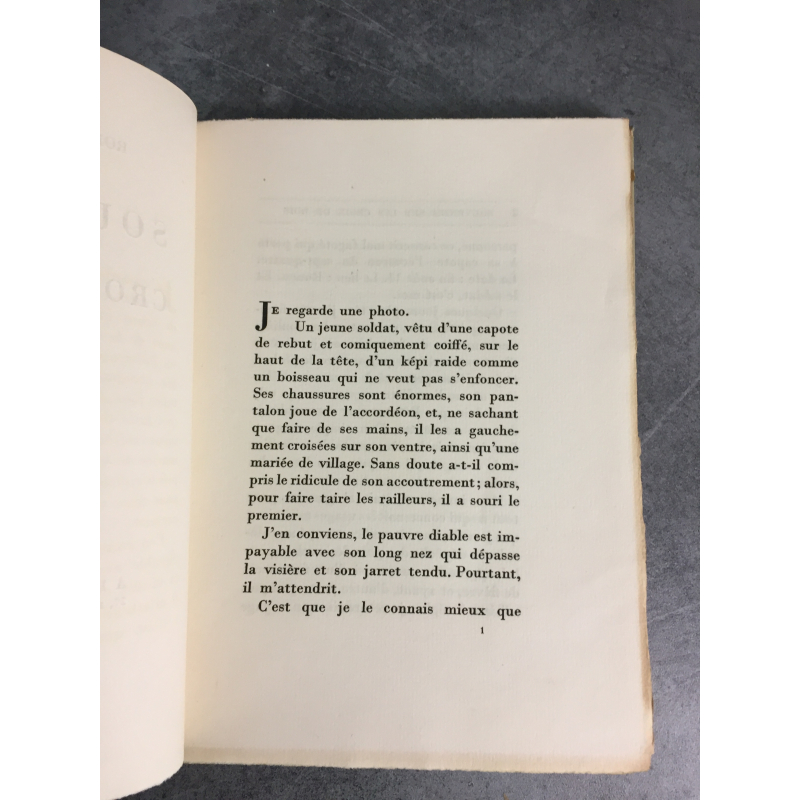 SOU
CRO
JE regarde une photo.
Un jeune soldat, vêtu d'une capote
de rebut et comiquement coiffé, sur le
haut de la tête, d'un képi raide comme
un boisseau qui ne veut pas s'enfoncer.
Ses chaussures sont énormes, son pan-
talon joue de l'accordéon, et, ne sachant
que faire de ses mains, il les a gauche-
ment croisées sur son ventre, ainsi qu'une
mariée de village. Sans doute a-t-il com-
pris le ridicule de son accoutrement ; alors,
pour faire taire les railleurs, il a souri le
premier.
J'en conviens, le pauvre diable est im-
payable avec son long nez qui dépasse
la visière et son jarret tendu. Pourtant,
il m'attendrit.
C'est que je le connais mieux que
1